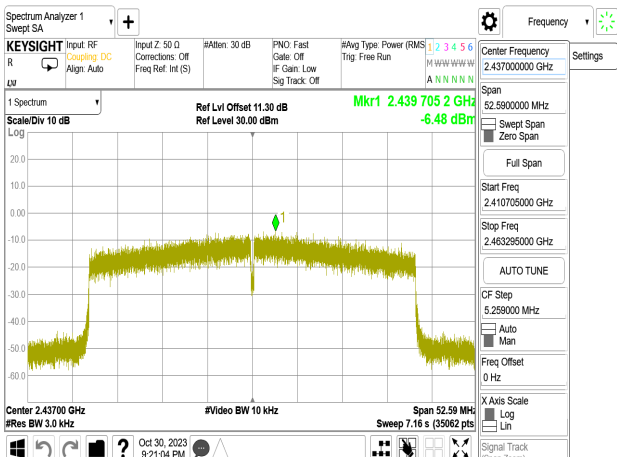 Spectrum Analyzer 1
Swept SA
+
Frequency
KEYSIGHT
R
LXI
Input: RF
Coupling: DC
Align: Auto
Input Z: 50 Ω
Corrections: Off
Freq Ref: Int (S)
#Atten: 30 dB
PNO: Fast
Gate: Off
IF Gain: Low
Sig Track: Off
#Avg Type: Power (RMS
Trig: Free Run
1 2 3 4 5 6
M W W W W W
A N N N N N
1 Spectrum
Scale/Div 10 dB
Log
Ref Lvl Offset 11.30 dB
Ref Level 30.00 dBm
Mkr1 2.439 705 2 GHz
-6.48 dBm
20.0
10.0
0.00
-10.0
-20.0
-30.0
-40.0
-50.0
-60.0
1
Center 2.43700 GHz
#Res BW 3.0 kHz
#Video BW 10 kHz
Span 52.59 MHz
Sweep 7.16 s (35062 pts)
?
Oct 30, 2023
9:21:04 PM
Center Frequency
2.437000000 GHz
Settings
Span
52.5900000 MHz
Swept Span
Zero Span
Full Span
Start Freq
2.410705000 GHz
Stop Freq
2.463295000 GHz
AUTO TUNE
CF Step
5.259000 MHz
Auto
Man
Freq Offset
0 Hz
X Axis Scale
Log
Lin
Signal Track
(Span Zoom)